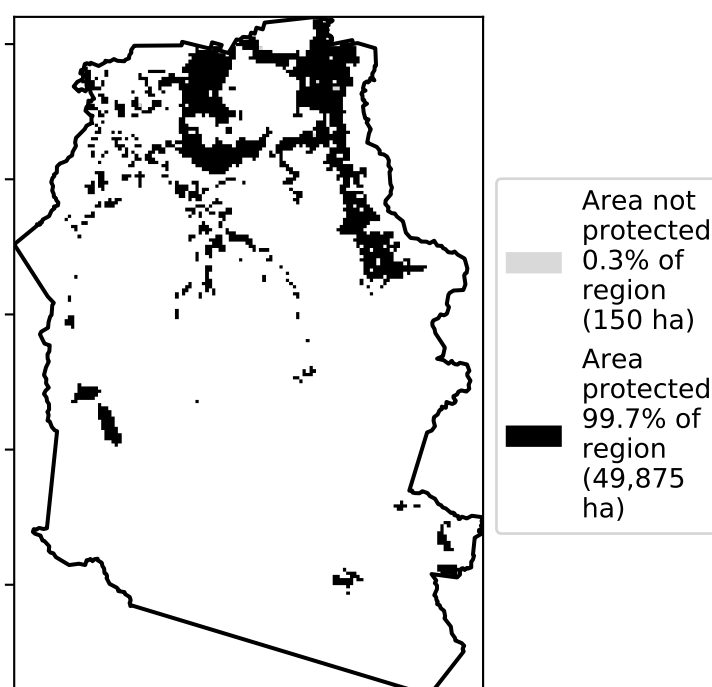 Area not
protected
0.3% of
region
(150 ha)
Area
protected
99.7% of
region
(49,875
ha)